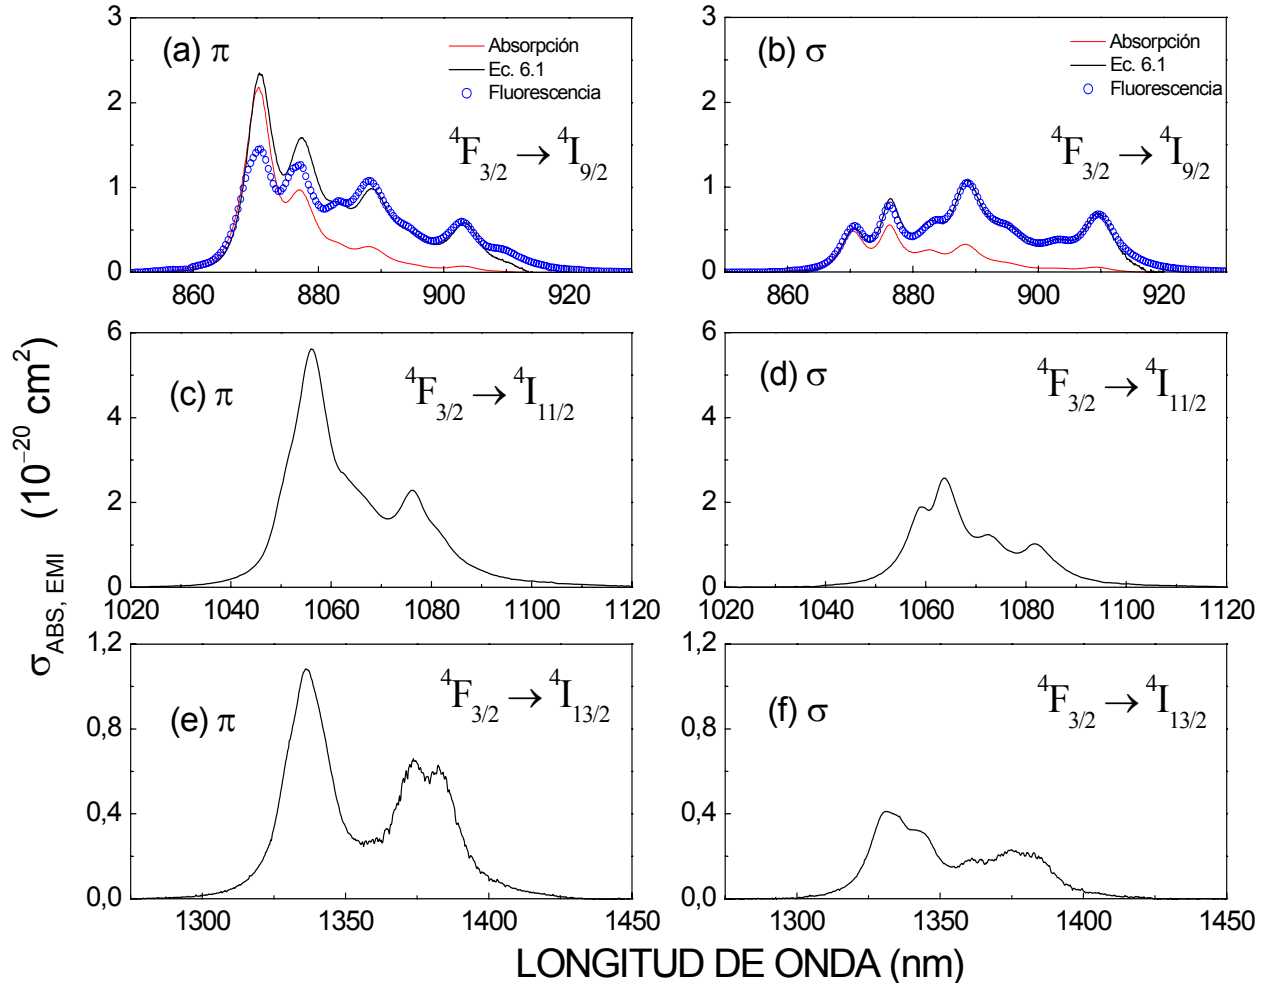 3
2
1
0
(a) π
Absorpción
Ec. 6.1
Fluorescencia
⁴F₃/₂ → ⁴I₉/₂
860 880 900 920
3
2
1
0
(b) σ
Absorpción
Ec. 6.1
Fluorescencia
⁴F₃/₂ → ⁴I₉/₂
860 880 900 920
6
4
2
0
(c) π
⁴F₃/₂ → ⁴I₁₁/₂
1020 1040 1060 1080 1100 1120
6
4
2
0
(d) σ
⁴F₃/₂ → ⁴I₁₁/₂
1020 1040 1060 1080 1100 1120
1,2
0,8
0,4
0,0
(e) π
⁴F₃/₂ → ⁴I₁₃/₂
1300 1350 1400 1450
1,2
0,8
0,4
0,0
(f) σ
⁴F₃/₂ → ⁴I₁₃/₂
1300 1350 1400 1450
σABS, EMI (10⁻²⁰ cm²)
LONGITUD DE ONDA (nm)